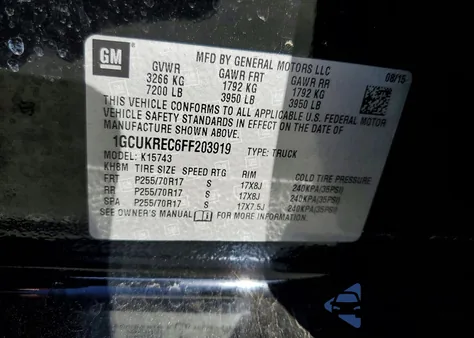 GM
MFD BY GENERAL MOTORS LLC 08/15
GVWR GAWR FRT GAWR RR
3266 KG 1792 KG 1792 KG
7200 LB 3950 LB 3950 LB
THIS VEHICLE CONFORMS TO ALL APPLICABLE U.S. FEDERAL MOTOR
VEHICLE SAFETY STANDARDS IN EFFECT ON THE DATE OF
MANUFACTURE SHOWN ABOVE.
1GCUKREC6FF203919 TYPE: TRUCK
MODEL: K15743
KHBM TIRE SIZE SPEED RTG RIM COLD TIRE PRESSURE
FRT P255/70R17 S 17X8J 240KPA(35PSI)
RR P255/70R17 S 17X8J 240KPA(35PSI)
SPA P255/70R17 S 17X7.5J 240KPA(35PSI)
SEE OWNER'S MANUAL FOR MORE INFORMATION.